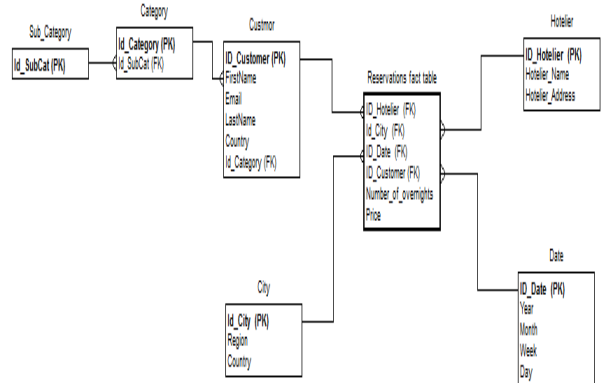 Sub_Category
Id_SubCat (PK)
Category
Id_Category (PK)
Id_SubCat (FK)
Custmor
ID_Customer (PK)
FirstName
Email
LastName
Country
Id_Category (FK)
Reservations fact table
ID_Hotelier (FK)
Id_City (FK)
ID_Date (FK)
ID_Customer (FK)
Number_of_overnights
Price
Hotelier
ID_Hotelier (PK)
Hotelier_Name
Hotelier_Address
City
Id_City (PK)
Region
Country
Date
ID_Date (PK)
Year
Month
Week
Day